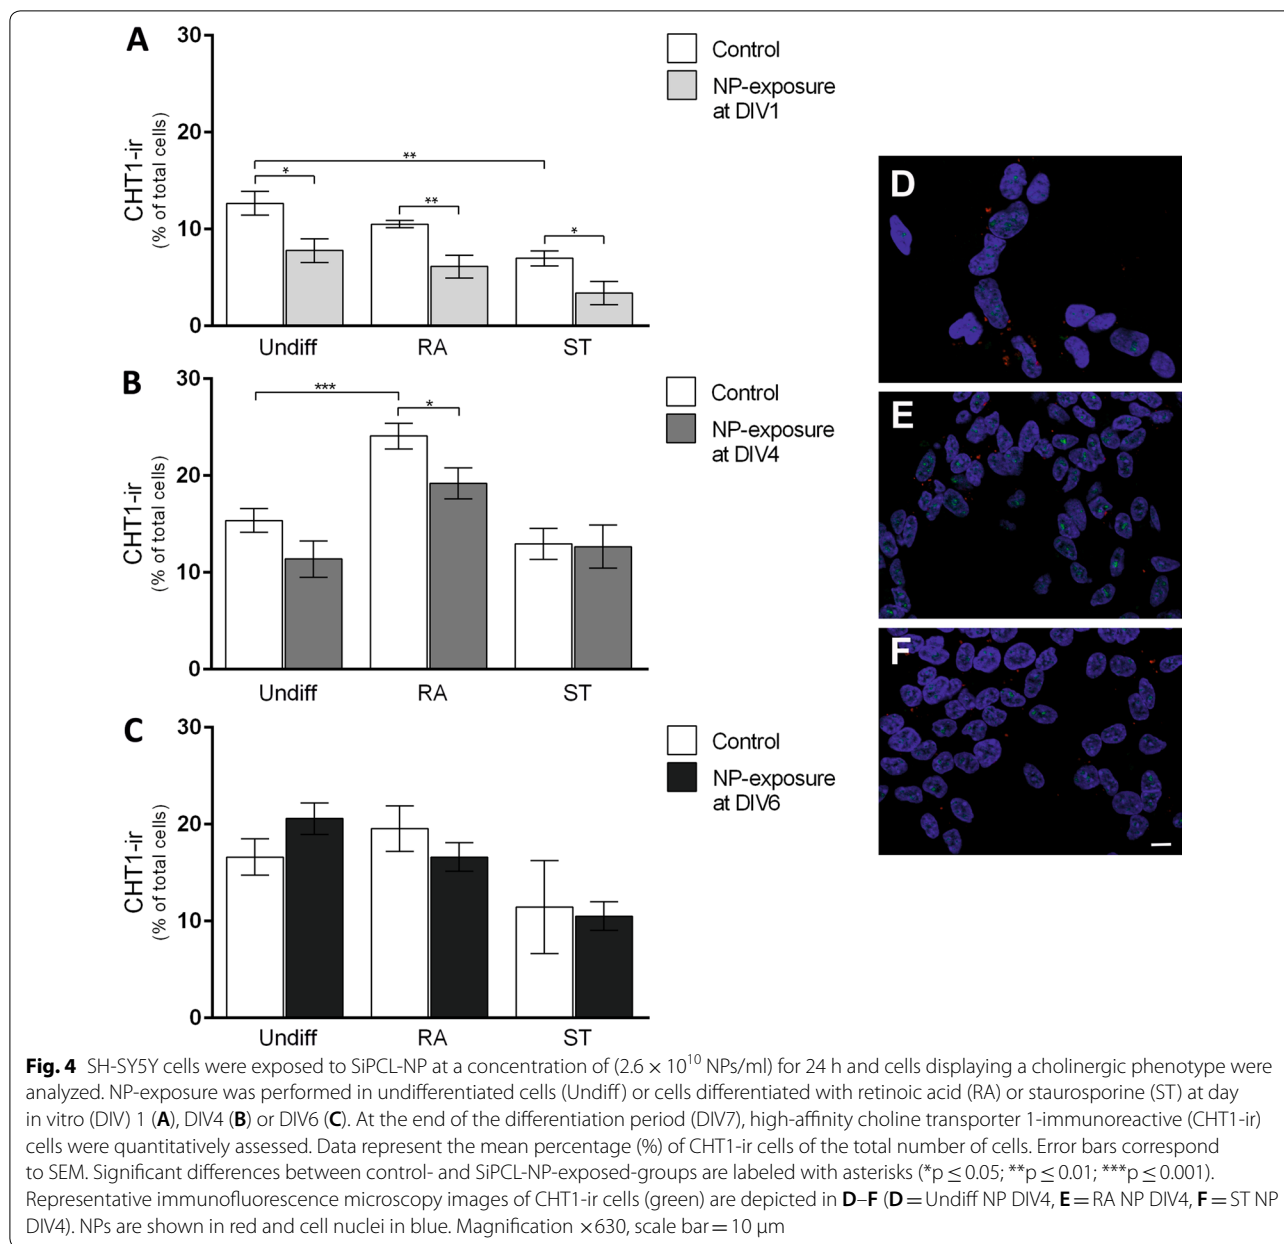 A
30
20
10
0
CHT1-ir
(% of total cells)
*
**
**
*
Undiff
RA
ST
Control
NP-exposure
at DIV1
B
30
20
10
0
CHT1-ir
(% of total cells)
***
*
Undiff
RA
ST
Control
NP-exposure
at DIV4
C
30
20
10
0
CHT1-ir
(% of total cells)
Undiff
RA
ST
Control
NP-exposure
at DIV6
D
E
F
Fig. 4 SH-SY5Y cells were exposed to SiPCL-NP at a concentration of (2.6 × 10¹⁰ NPs/ml) for 24 h and cells displaying a cholinergic phenotype were
analyzed. NP-exposure was performed in undifferentiated cells (Undiff) or cells differentiated with retinoic acid (RA) or staurosporine (ST) at day
in vitro (DIV) 1 (A), DIV4 (B) or DIV6 (C). At the end of the differentiation period (DIV7), high-affinity choline transporter 1-immunoreactive (CHT1-ir)
cells were quantitatively assessed. Data represent the mean percentage (%) of CHT1-ir cells of the total number of cells. Error bars correspond
to SEM. Significant differences between control- and SiPCL-NP-exposed-groups are labeled with asterisks (*p ≤ 0.05; **p ≤ 0.01; ***p ≤ 0.001).
Representative immunofluorescence microscopy images of CHT1-ir cells (green) are depicted in D–F (D = Undiff NP DIV4, E = RA NP DIV4, F = ST NP
DIV4). NPs are shown in red and cell nuclei in blue. Magnification ×630, scale bar = 10 μm